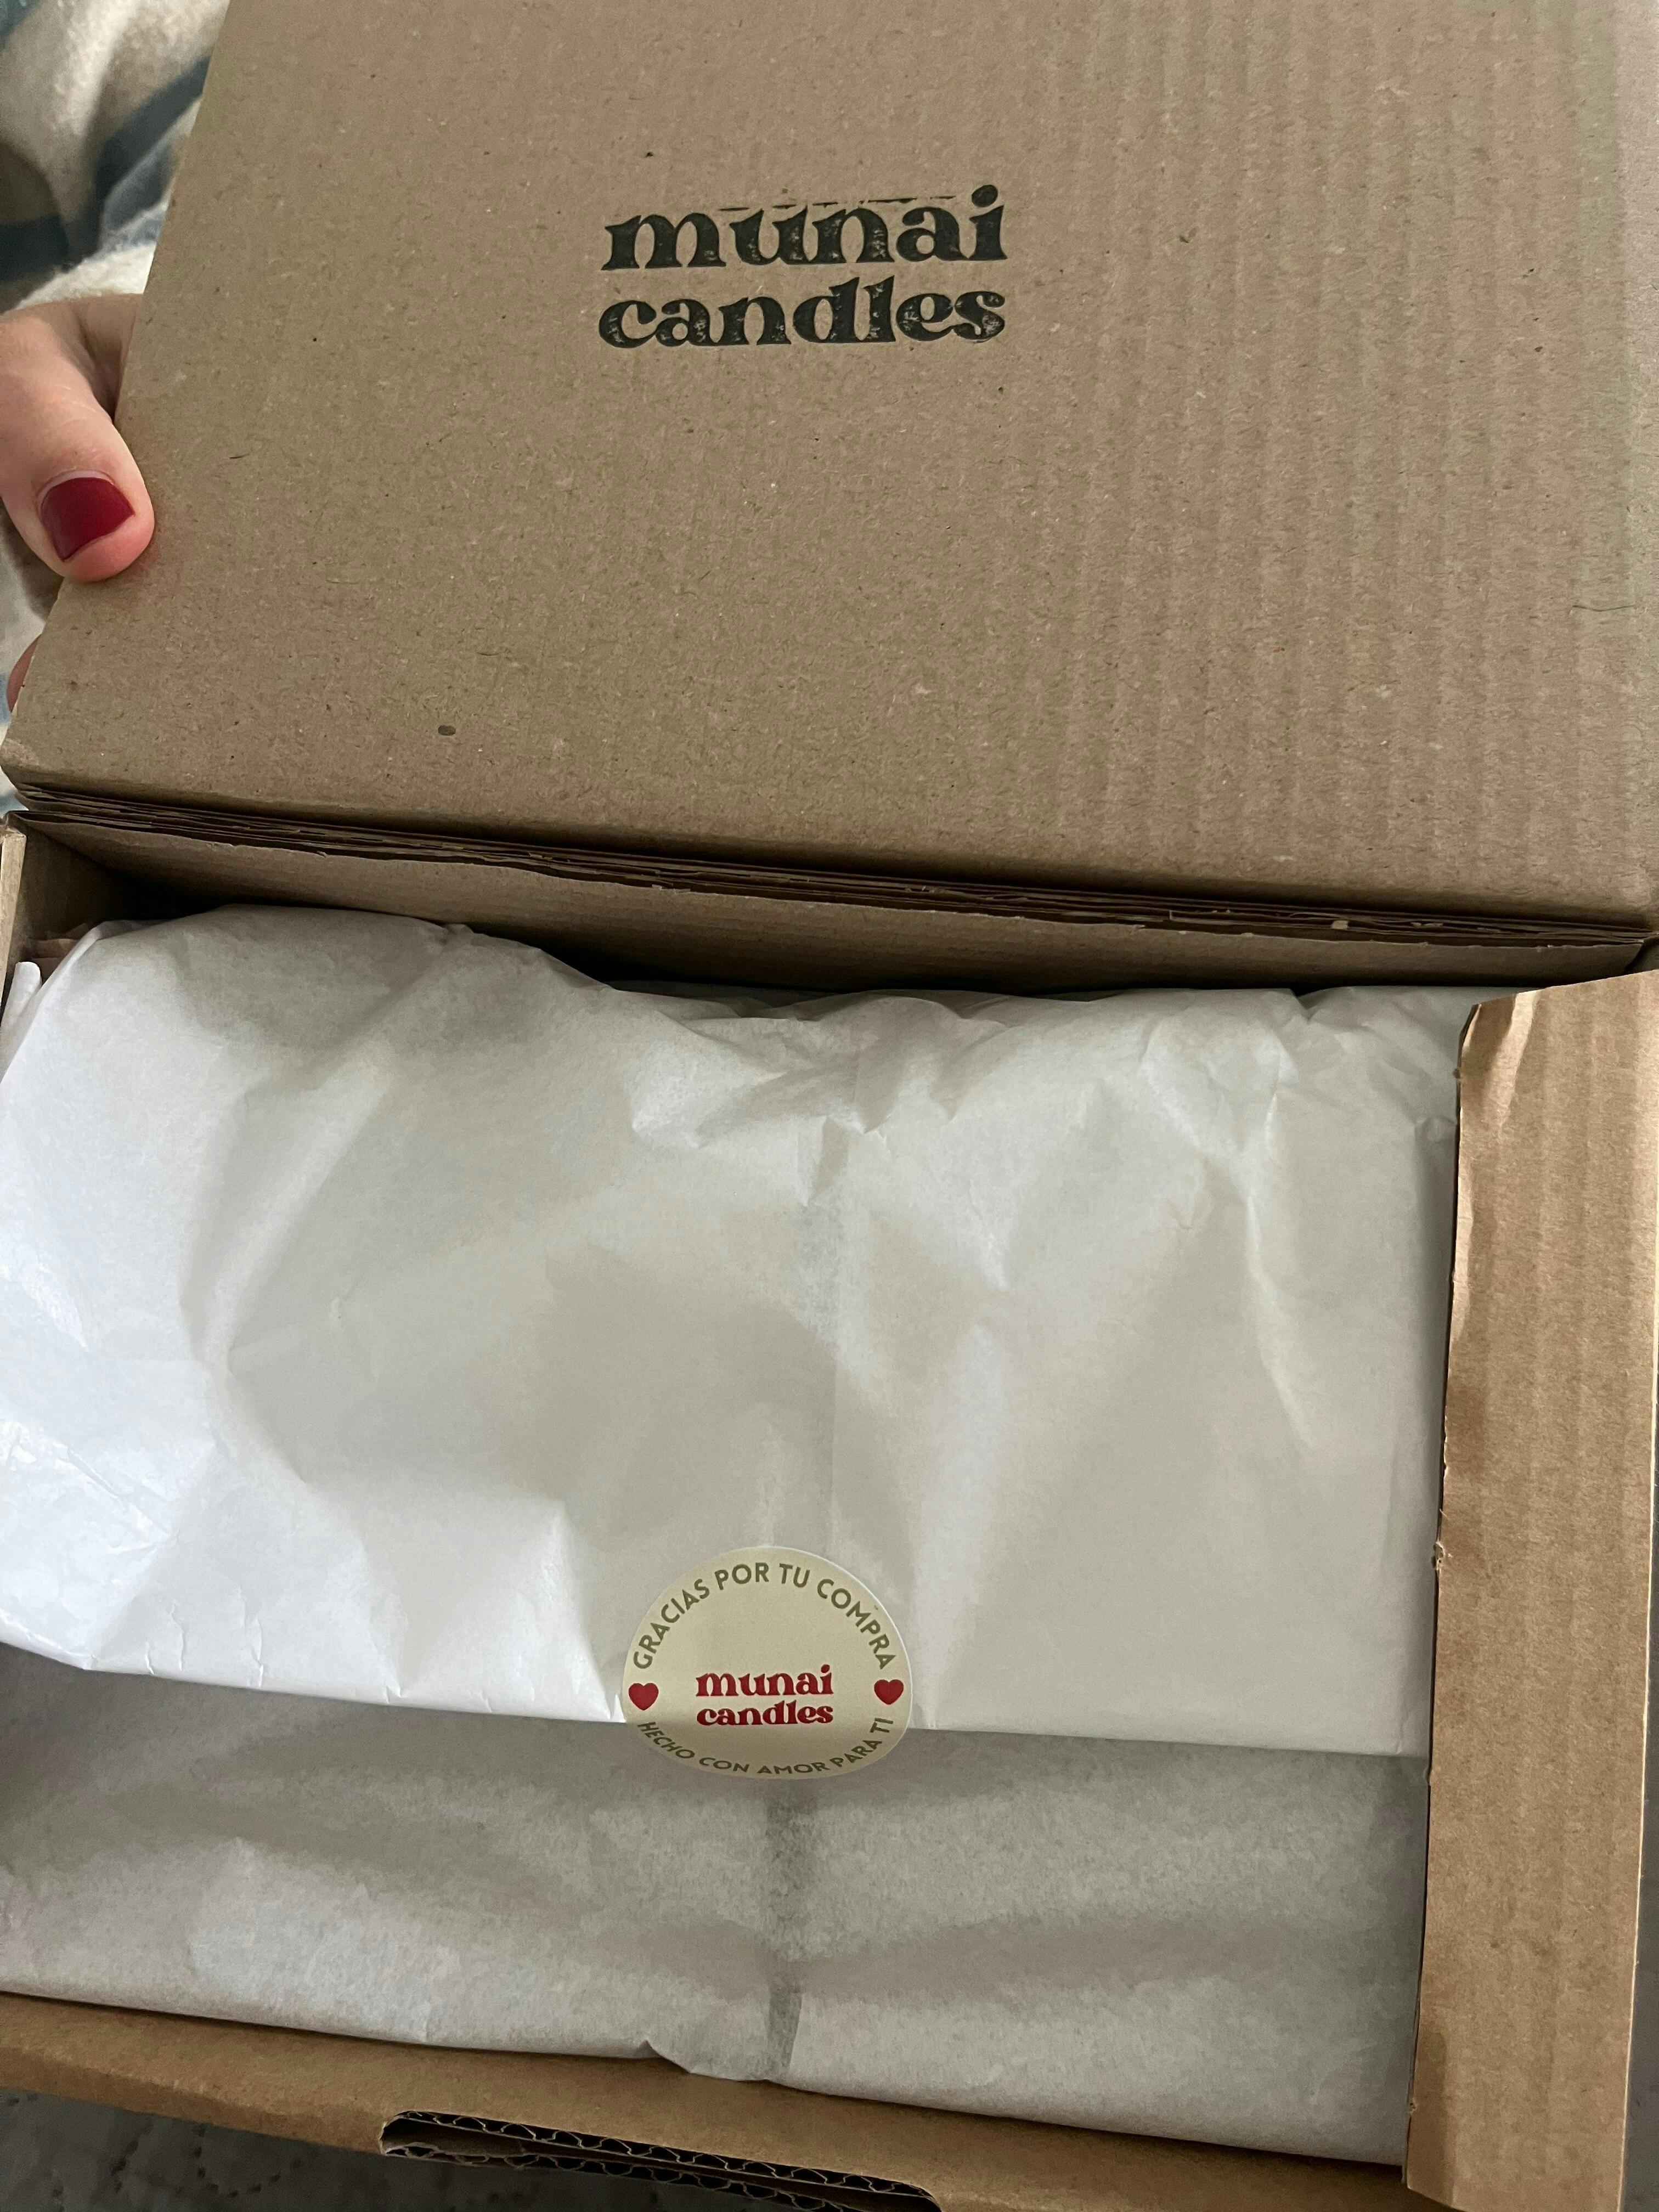 munai
candles
GRACIAS POR TU COMPRA
munai
candles
HECHO CON AMOR PARA TI